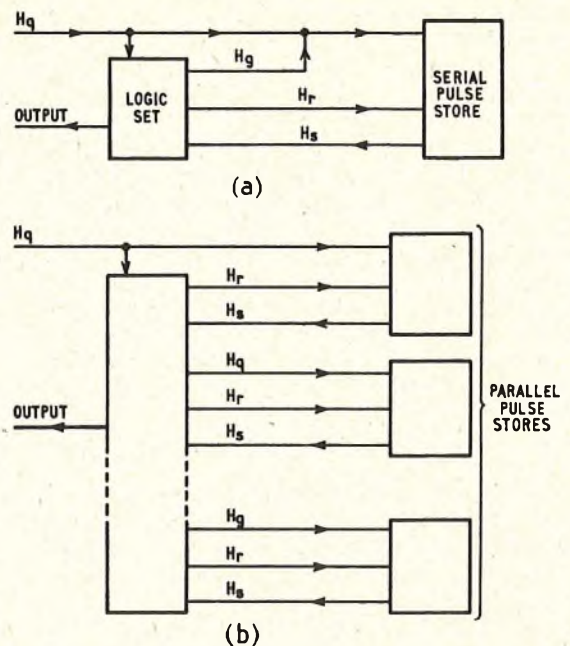 Hq
Hg
LOGIC
SET
SERIAL
PULSE
STORE
Hr
OUTPUT
Hs
(a)
Hq
Hr
Hs
Hq
PARALLEL
PULSE
STORES
OUTPUT
Hr
Hs
Hg
Hr
Hs
(b)